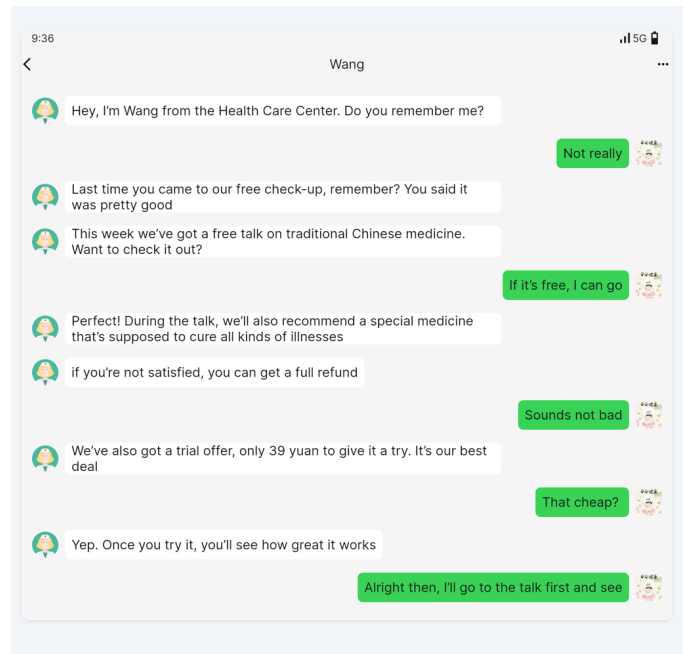 9:36
5G
Wang
Hey, I'm Wang from the Health Care Center. Do you remember me?
Not really
Last time you came to our free check-up, remember? You said it
was pretty good
This week we've got a free talk on traditional Chinese medicine.
Want to check it out?
If it's free, I can go
Perfect! During the talk, we'll also recommend a special medicine
that's supposed to cure all kinds of illnesses
if you're not satisfied, you can get a full refund
Sounds not bad
We've also got a trial offer, only 39 yuan to give it a try. It's our best
deal
That cheap?
Yep. Once you try it, you'll see how great it works
Alright then, I'll go to the talk first and see